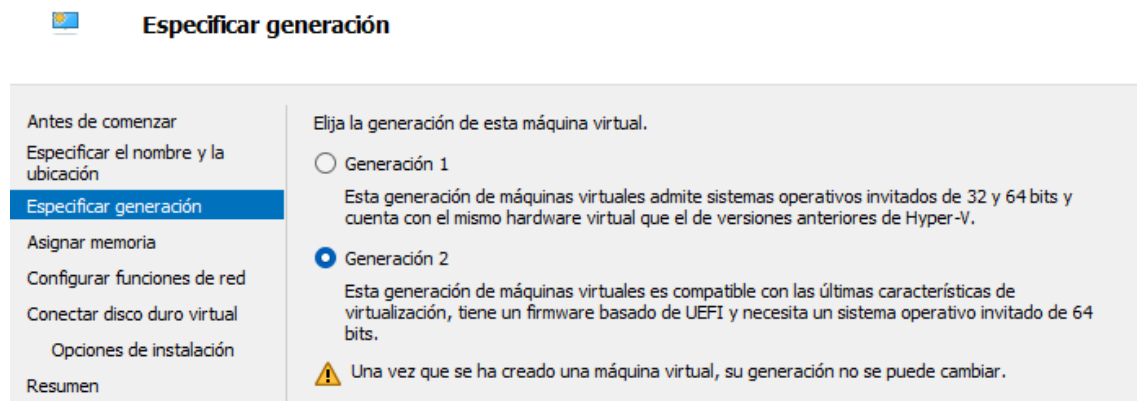 Especificar generación
Antes de comenzar
Especificar el nombre y la
ubicación
Especificar generación
Asignar memoria
Configurar funciones de red
Conectar disco duro virtual
Opciones de instalación
Resumen
Elija la generación de esta máquina virtual.
Generación 1
Esta generación de máquinas virtuales admite sistemas operativos invitados de 32 y 64 bits y
cuenta con el mismo hardware virtual que el de versiones anteriores de Hyper-V.
Generación 2
Esta generación de máquinas virtuales es compatible con las últimas características de
virtualización, tiene un firmware basado de UEFI y necesita un sistema operativo invitado de 64
bits.
Una vez que se ha creado una máquina virtual, su generación no se puede cambiar.